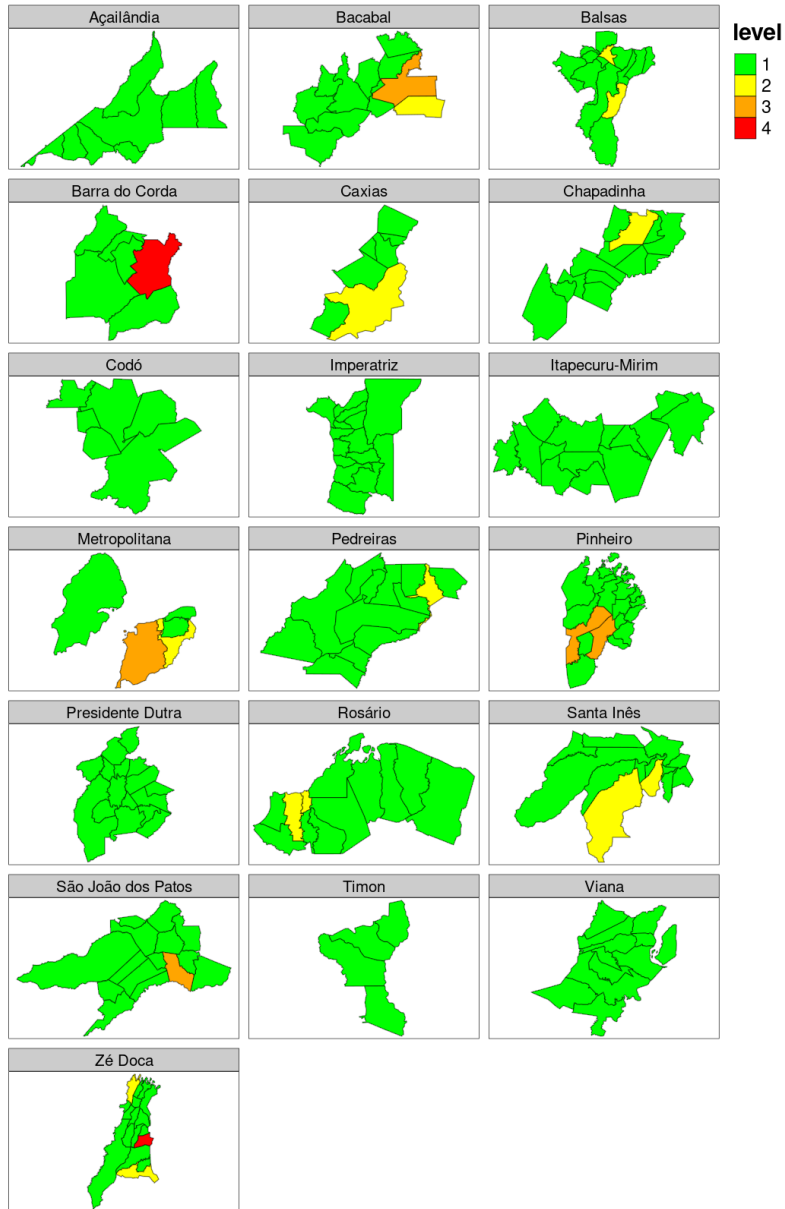 Açailândia
Bacabal
Balsas
level
1
2
3
4
Barra do Corda
Caxias
Chapadinha
Codó
Imperatriz
Itapecuru-Mirim
Metropolitana
Pedreiras
Pinheiro
Presidente Dutra
Rosário
Santa Inês
São João dos Patos
Timon
Viana
Zé Doca